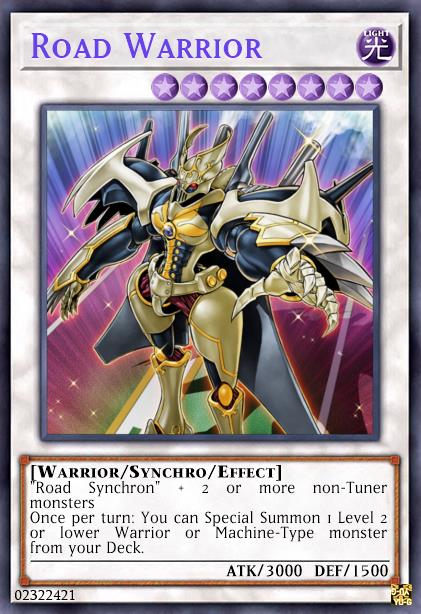 Road Warrior
LIGHT
光
[Warrior/Synchro/Effect]
"Road Synchron" + 2 or more non-Tuner
monsters
Once per turn: You can Special Summon 1 Level 2
or lower Warrior or Machine-Type monster
from your Deck.
ATK/3000 DEF/1500
02322421